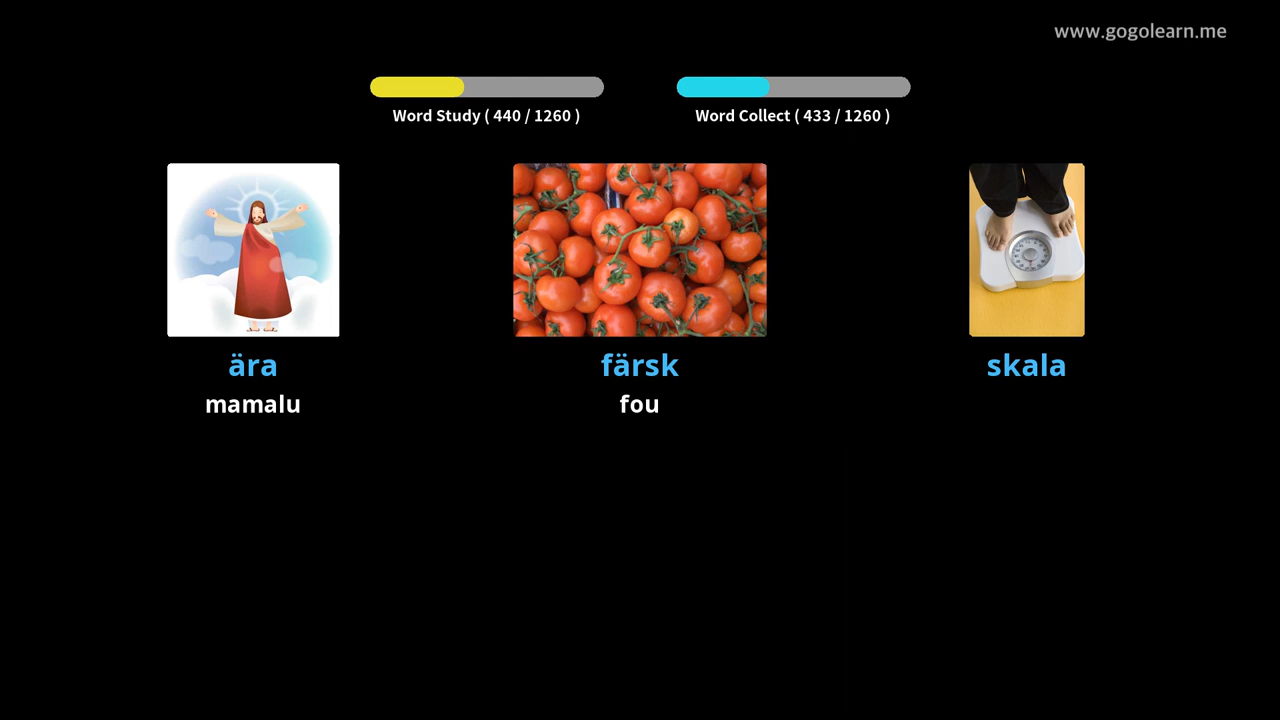 www.gogolearn.me
Word Study ( 440 / 1260 )
Word Collect ( 433 / 1260 )
ära
färsk
skala
mamalu
fou